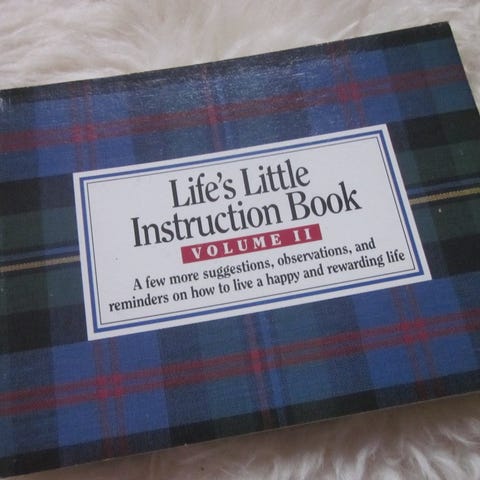 Life's Little
Instruction Book
VOLUME II
A few more suggestions, observations, and
reminders on how to live a happy and rewarding life